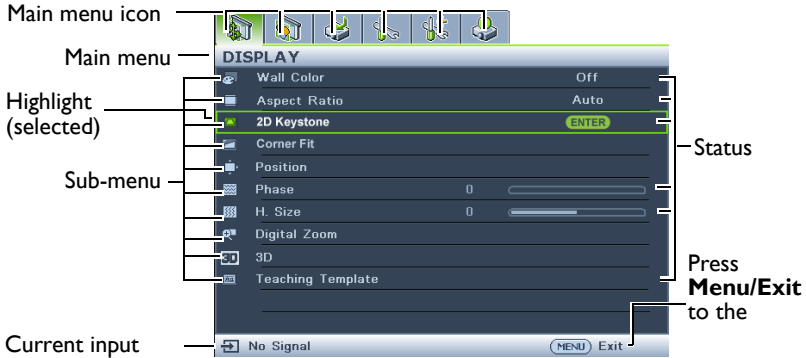 Main menu icon
Main menu
DISPLAY
Wall Color Off
Aspect Ratio Auto
Highlight
(selected)
2D Keystone ENTER
Corner Fit
Status
Position
Sub-menu
Phase 0
H. Size 0
Digital Zoom
3D 3D
Teaching Template
Press
Menu/Exit
to the
Current input
No Signal MENU Exit